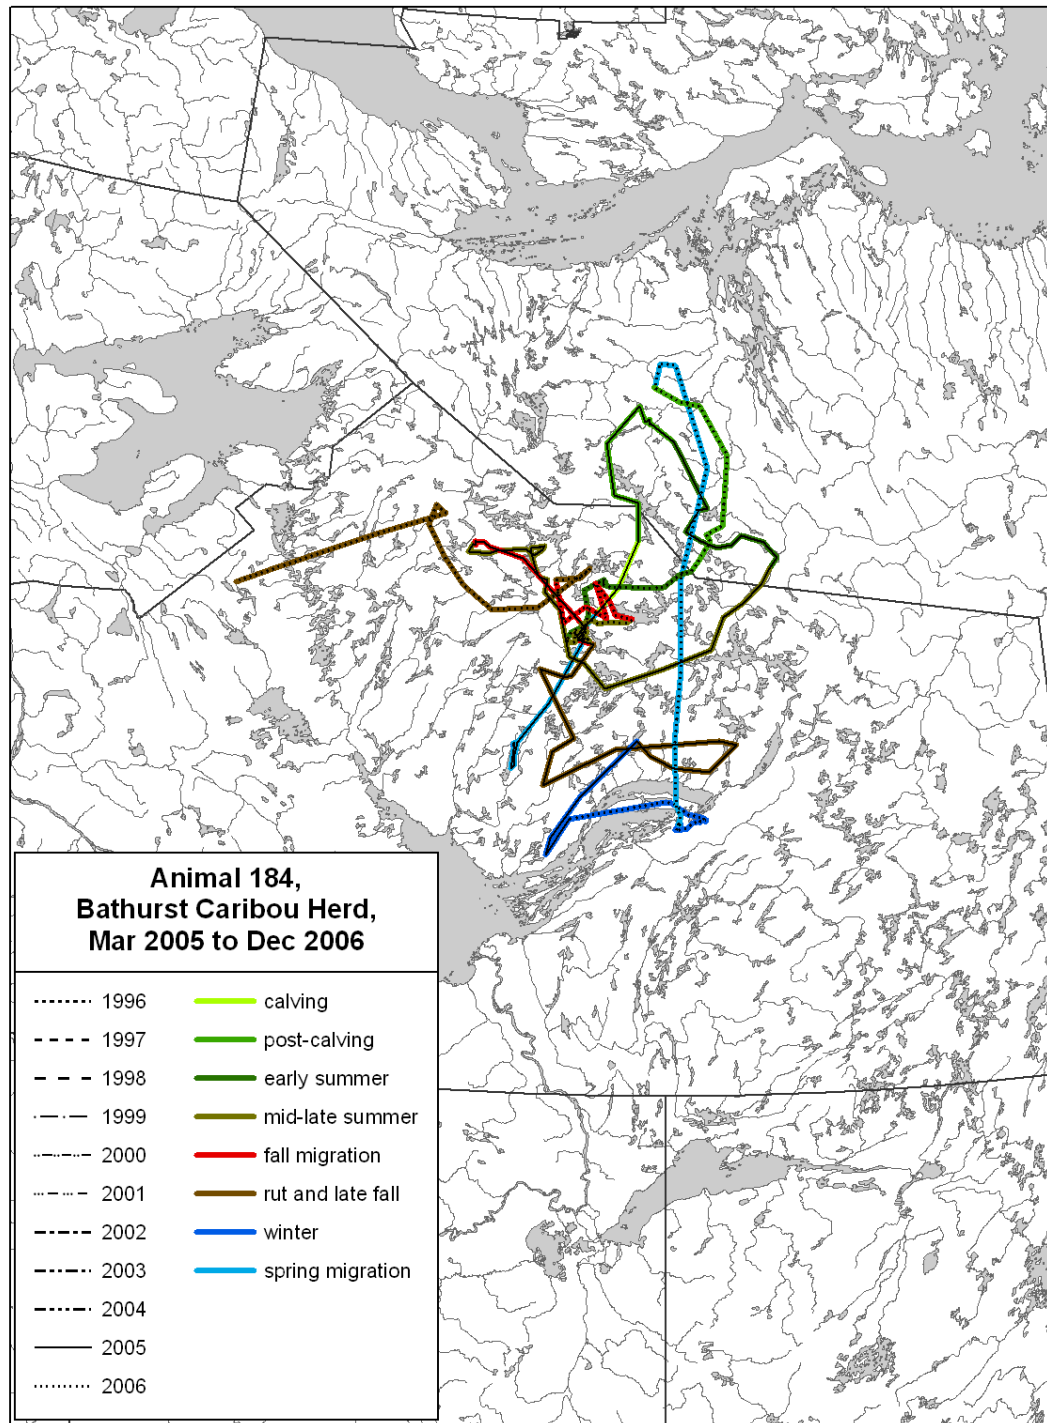 Animal 184,
Bathurst Caribou Herd,
Mar 2005 to Dec 2006
1996
1997
1998
1999
2000
2001
2002
2003
2004
2005
2006
calving
post-calving
early summer
mid-late summer
fall migration
rut and late fall
winter
spring migration